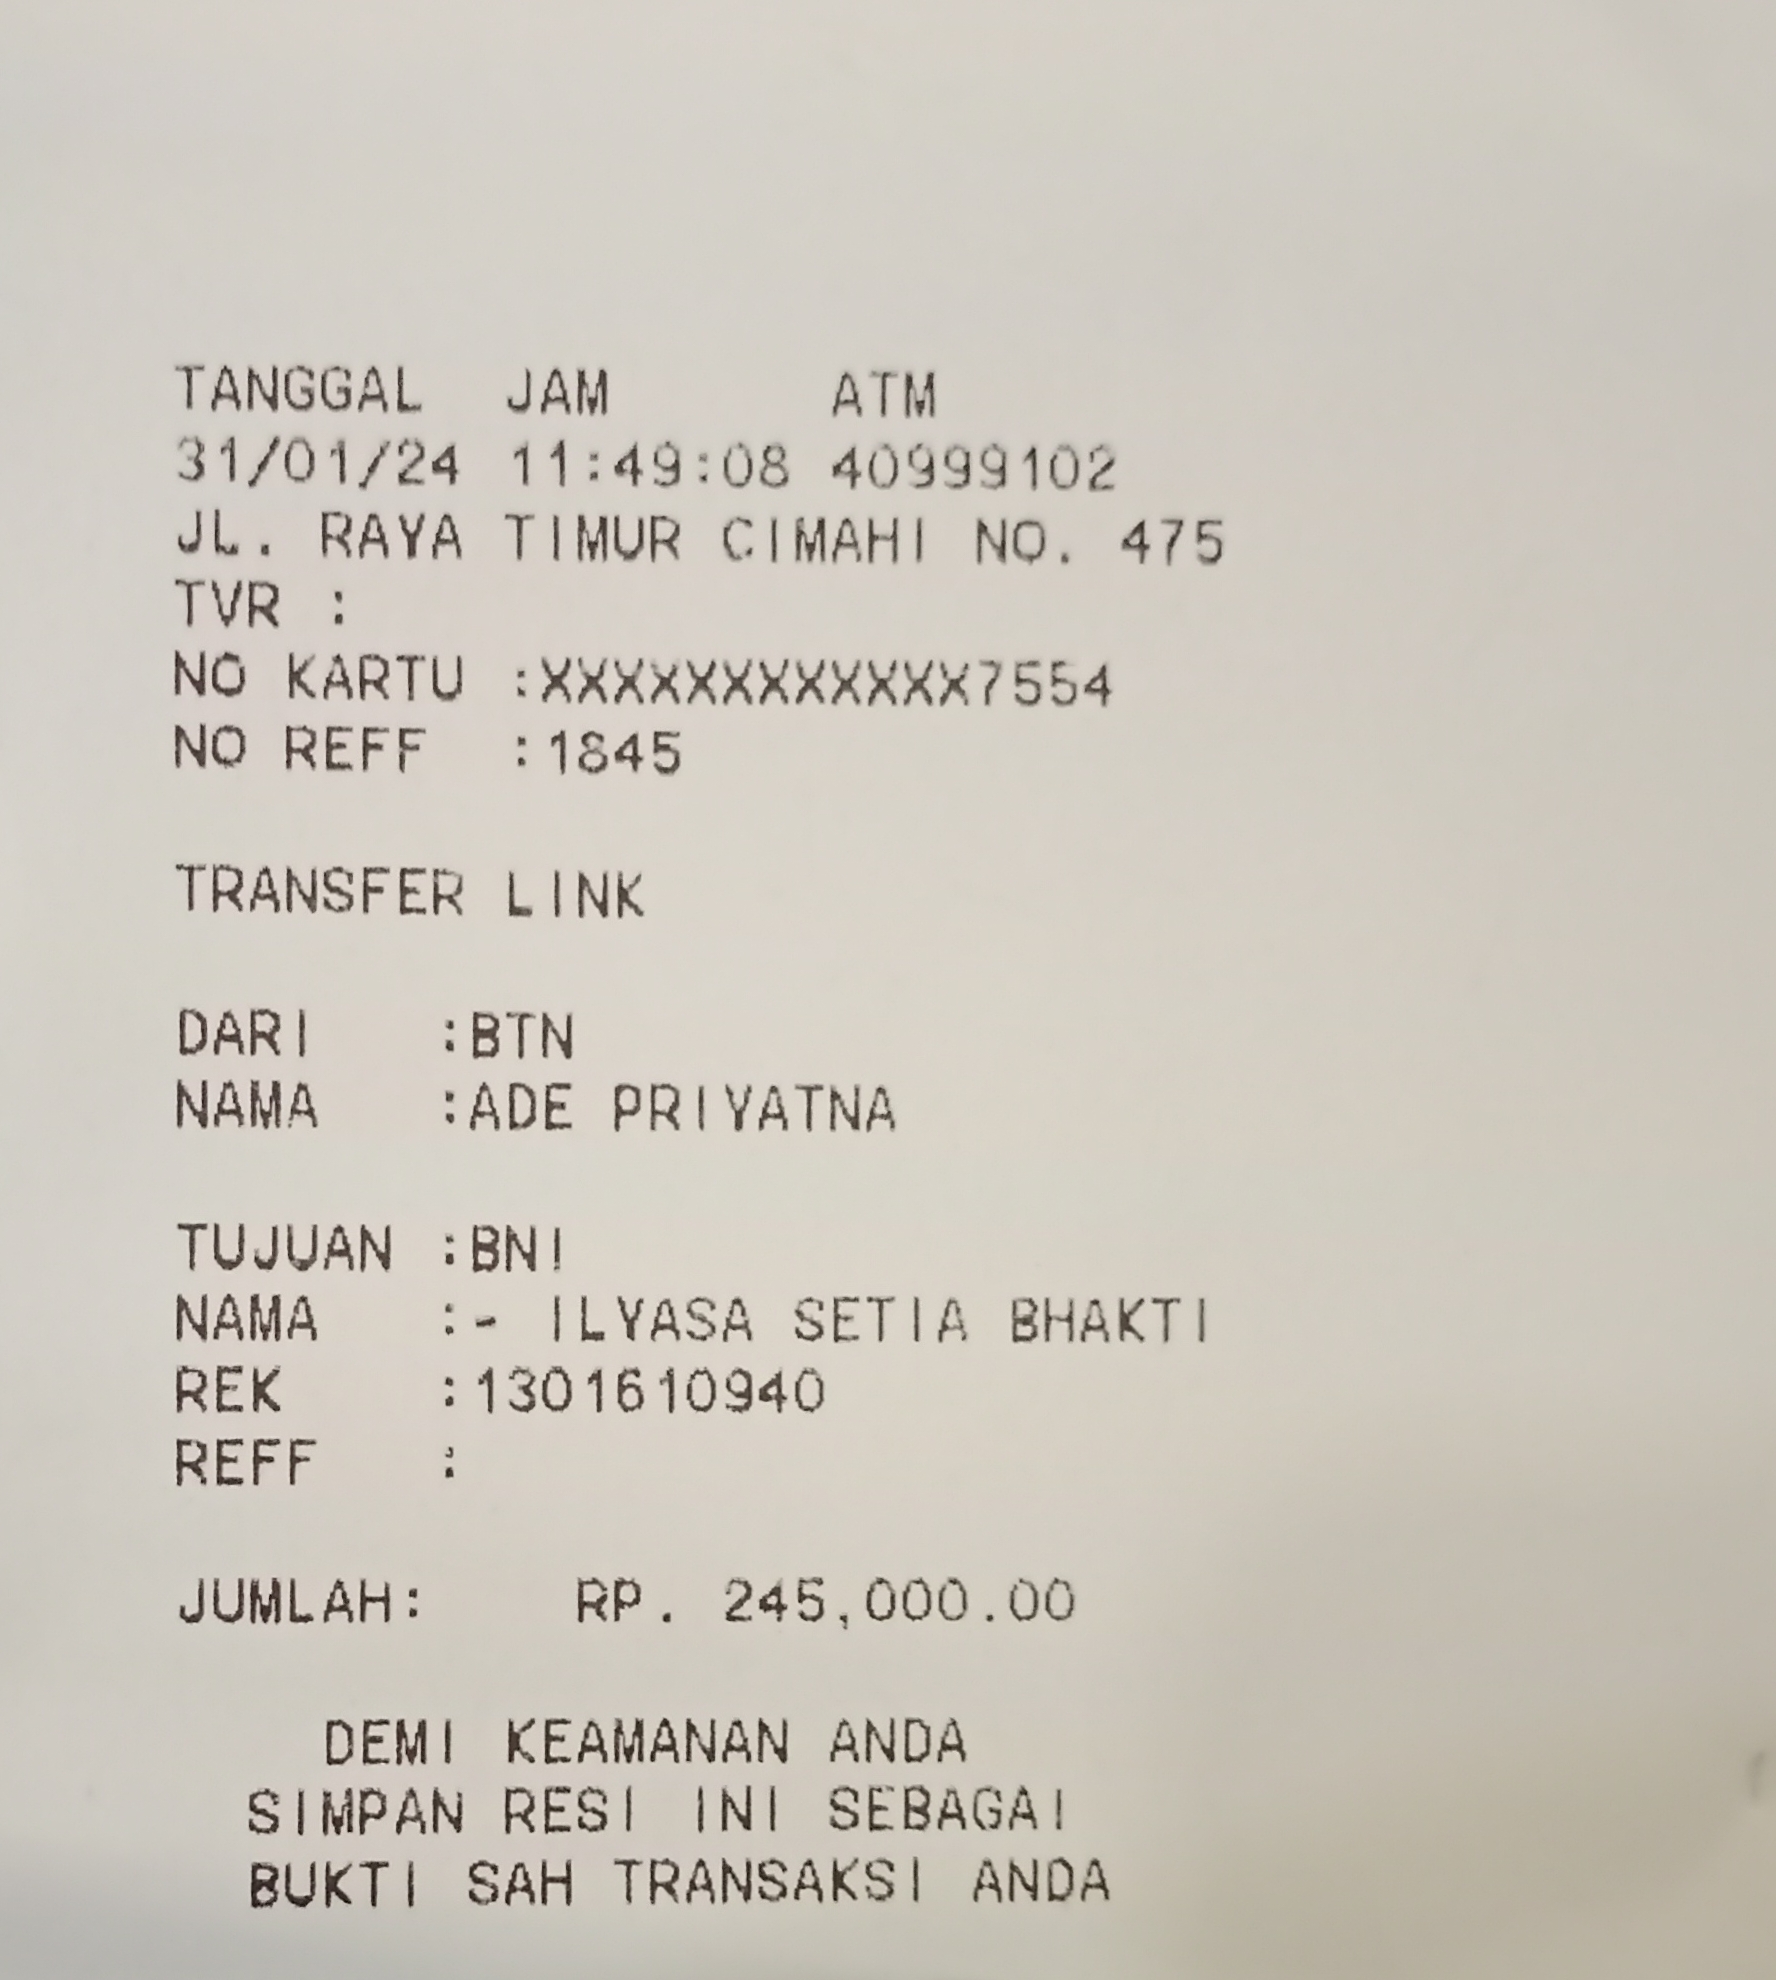 TANGGAL JAM ATM
31/01/24 11:49:08 40999102
JL. RAYA TIMUR CIMAHI NO. 475
TVR :
NO KARTU :XXXXXXXXXXXX7554
NO REFF :1845
TRANSFER LINK
DARI :BTN
NAMA :ADE PRIYATNA
TUJUAN :BNI
NAMA :- ILYASA SETIA BHAKTI
REK :1301610940
REFF :
JUMLAH: RP. 245,000.00
DEMI KEAMANAN ANDA
SIMPAN RESI INI SEBAGAI
BUKTI SAH TRANSAKSI ANDA